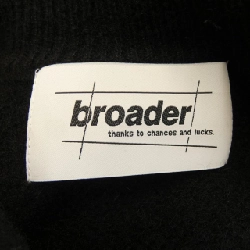 broader
thanks to chances and lucks.